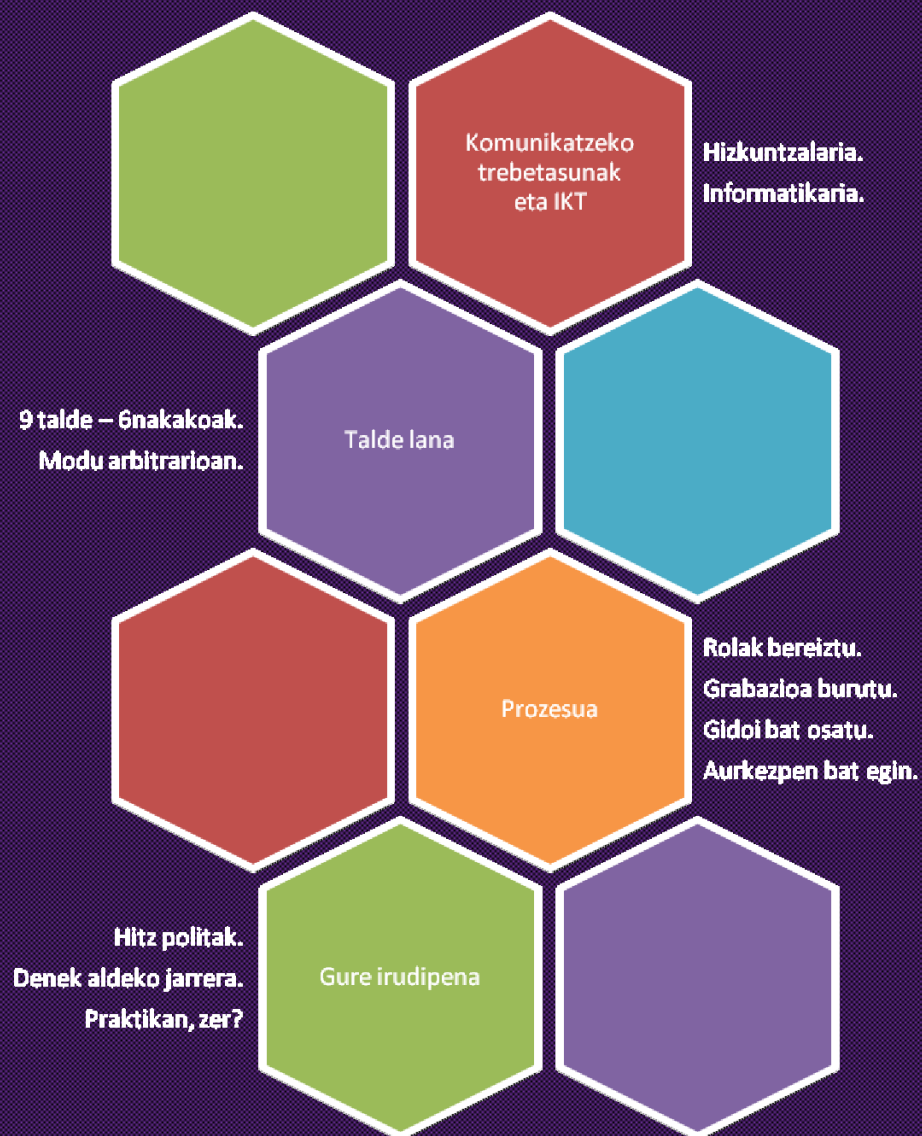 Komunikatzeko
trebetasunak
eta IKT
Hizkuntzalaria.
Informatikaria.
9 talde – 6nakakoak.
Modu arbitrarioan.
Talde lana
Prozesua
Rolak bereiztu.
Grabazioa burutu.
Gidoi bat osatu.
Aurkezpen bat egin.
Hitz politak.
Denek aldeko jarrera.
Praktikan, zer?
Gure irudipena